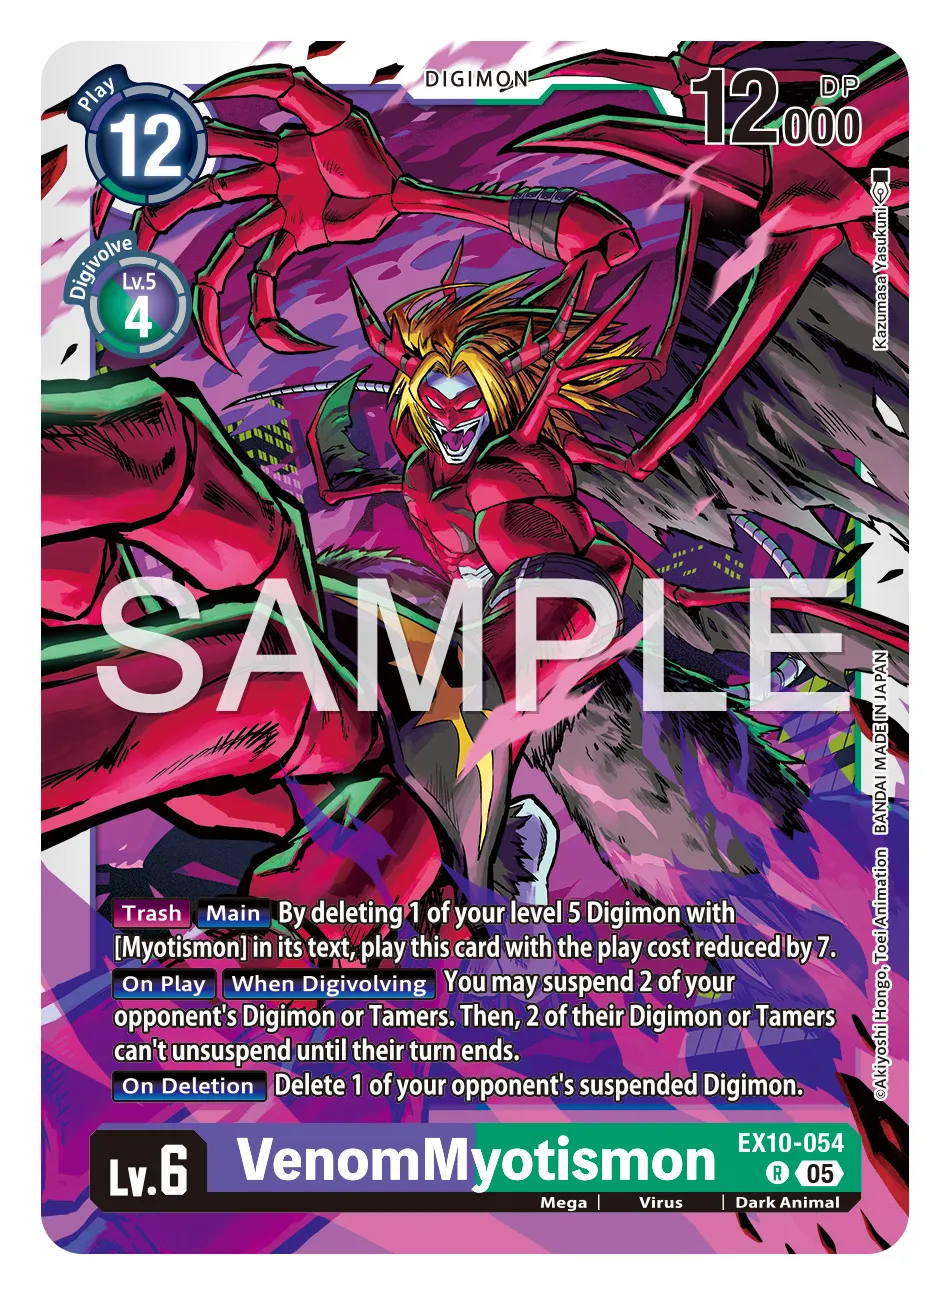 DIGIMON
Play
12
12000
DP
Digivolve
Lv.5
4
Kazumasa Yasukuni
SAMPLE
BANDAI MADE IN JAPAN
©Akiyoshi Hongo, Toei Animation
Trash Main By deleting 1 of your level 5 Digimon with
[Myotismon] in its text, play this card with the play cost reduced by 7.
On Play When Digivolving You may suspend 2 of your
opponent's Digimon or Tamers. Then, 2 of their Digimon or Tamers
can't unsuspend until their turn ends.
On Deletion Delete 1 of your opponent's suspended Digimon.
Lv.6
VenomMyotismon
EX10-054
R 05
Mega | Virus | Dark Animal